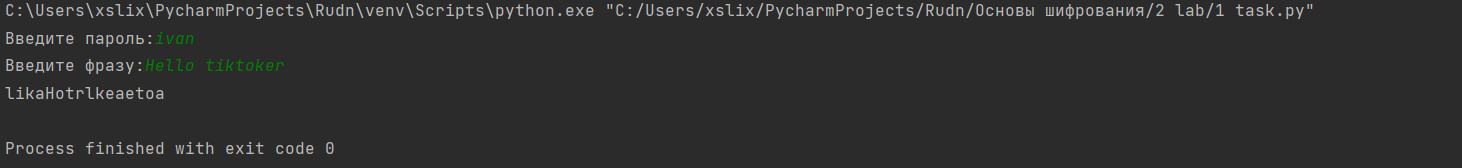 C:\Users\xslix\PycharmProjects\Rudn\venv\Scripts\python.exe "C:/Users/xslix/PycharmProjects/Rudn/Основы шифрования/2 lab/1 task.py"
Введите пароль:ivan
Введите фразу:Hello tiktoker
likaHotrlkeaetoa
Process finished with exit code 0